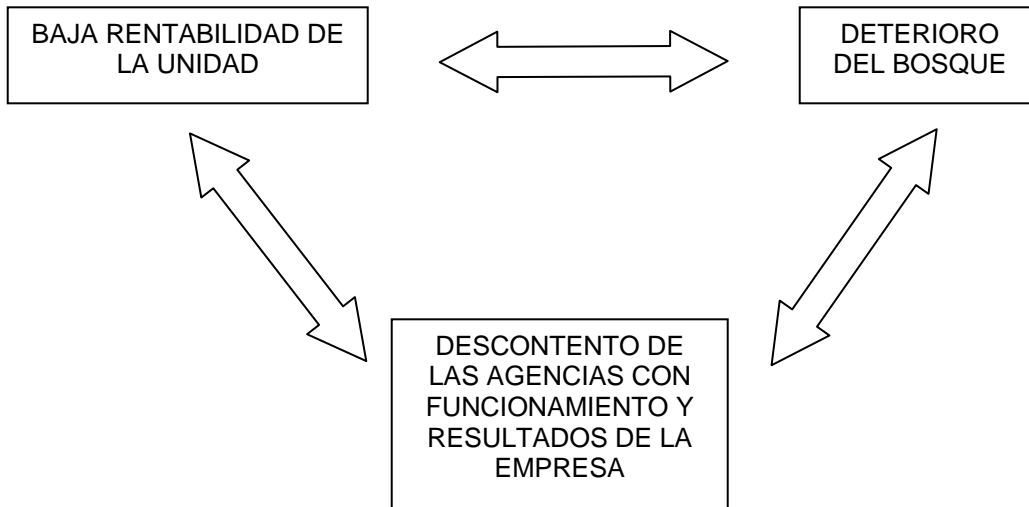 BAJA RENTABILIDAD DE
LA UNIDAD
DETERIORO
DEL BOSQUE
DESCONTENTO DE
LAS AGENCIAS CON
FUNCIONAMIENTO Y
RESULTADOS DE LA
EMPRESA